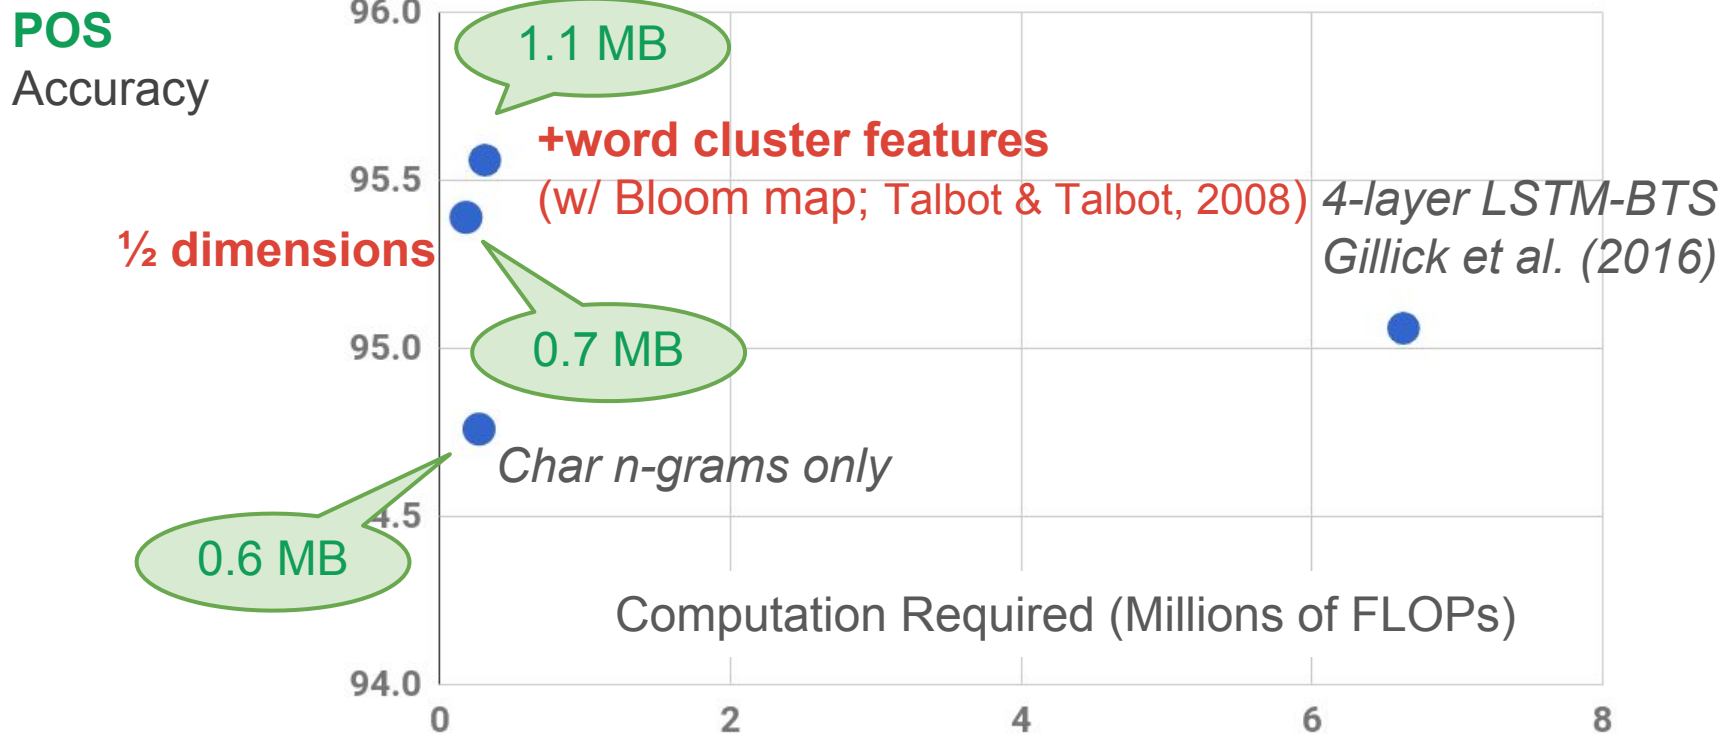 POS
Accuracy
96.0
1.1 MB
+word cluster features
95.5
(w/ Bloom map; Talbot & Talbot, 2008)
4-layer LSTM-BTS
Gillick et al. (2016)
½ dimensions
95.0
0.7 MB
Char n-grams only
4.5
0.6 MB
Computation Required (Millions of FLOPs)
94.0
0 2 4 6 8